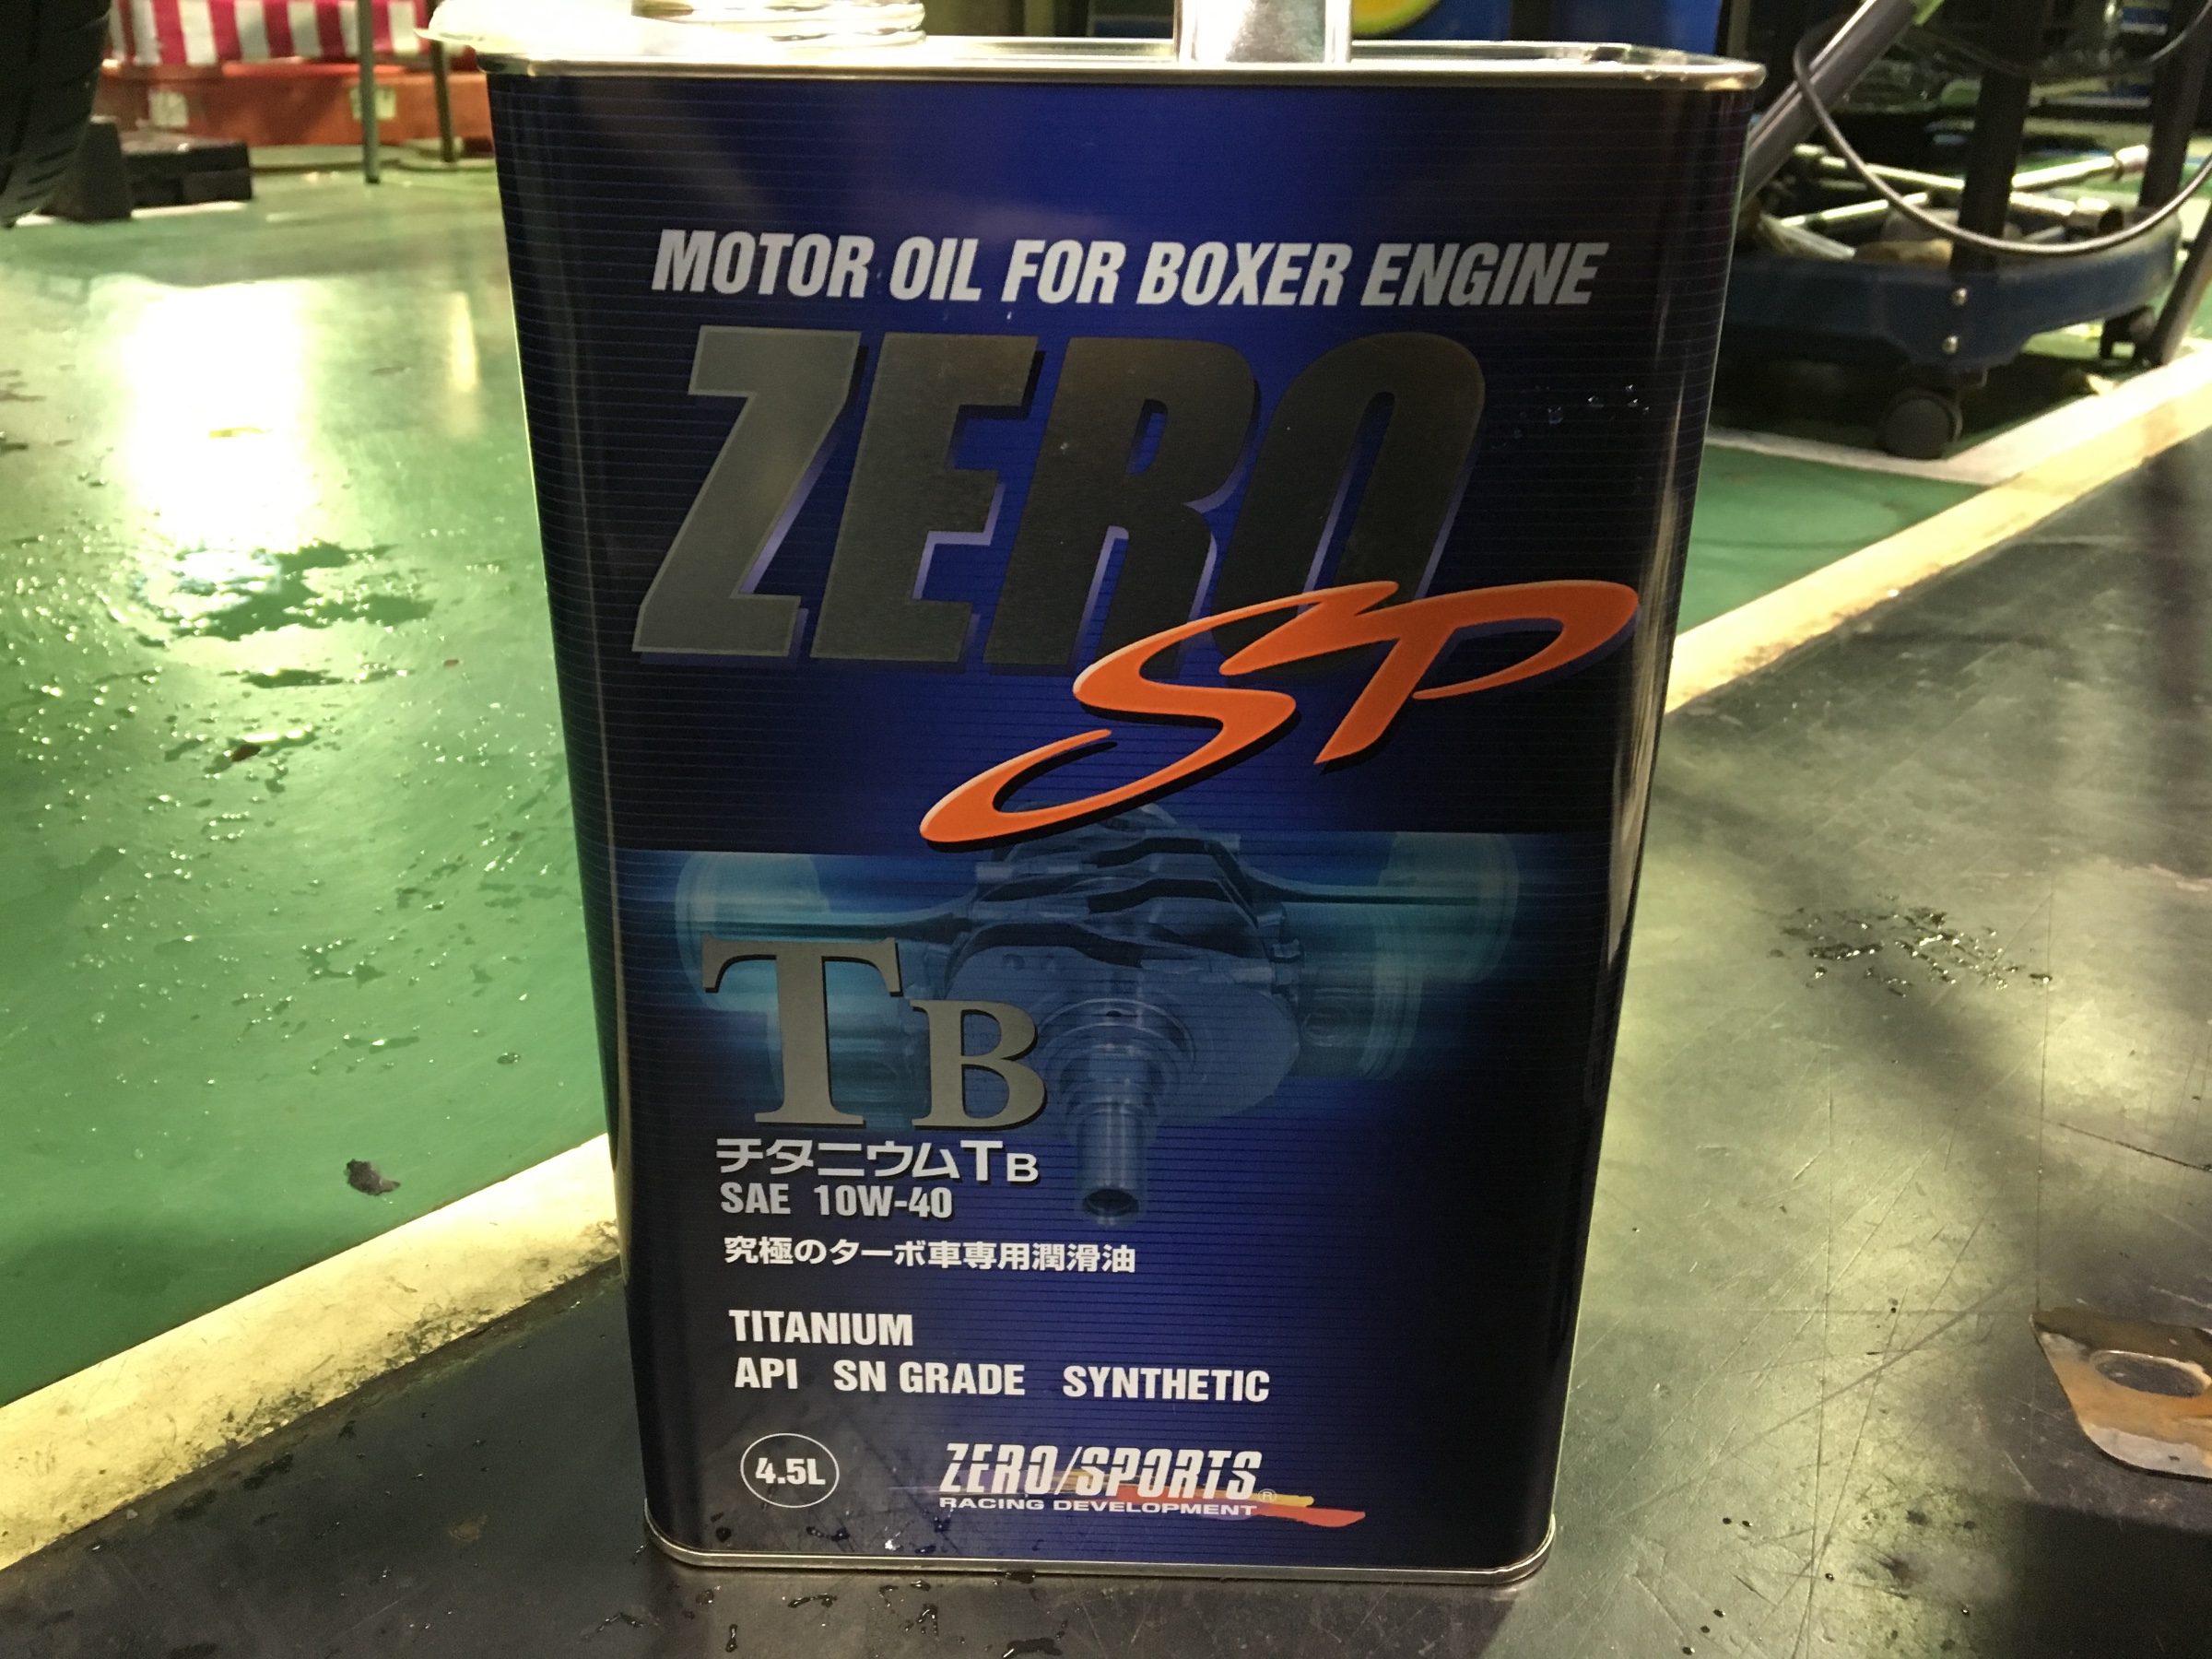 MOTOR OIL FOR BOXER ENGINE
ZERO
SP
TB
チタニウムTB
SAE 10W-40
究極のターボ車専用潤滑油
TITANIUM
API SN GRADE SYNTHETIC
4.5L
ZERO/SPORTS®
RACING DEVELOPMENT